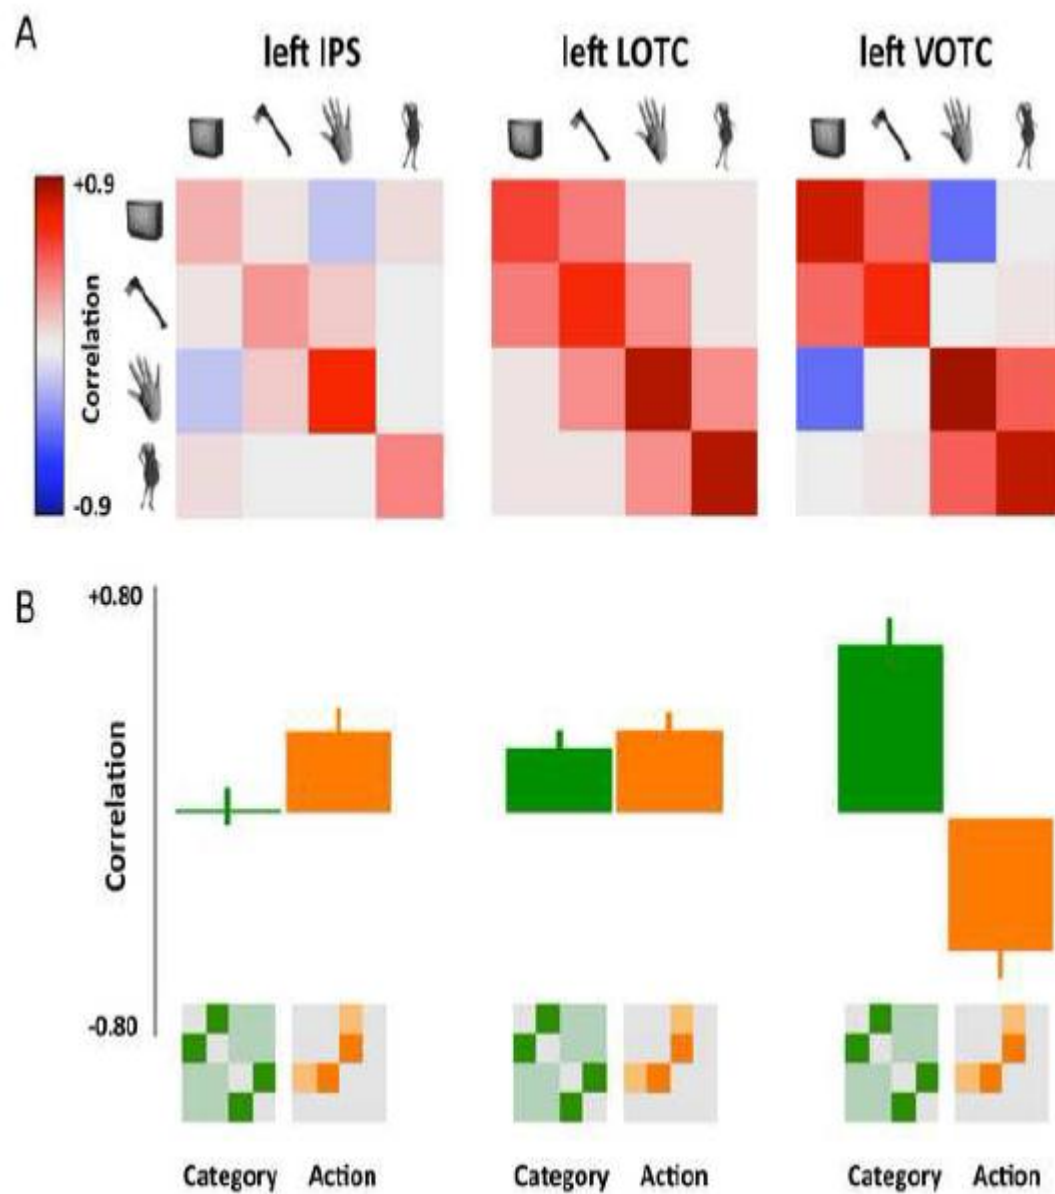 A
left IPS left LOTC left VOTC
+0.9
Correlation
-0.9
B
+0.80
Correlation
-0.80
Category Action Category Action Category Action